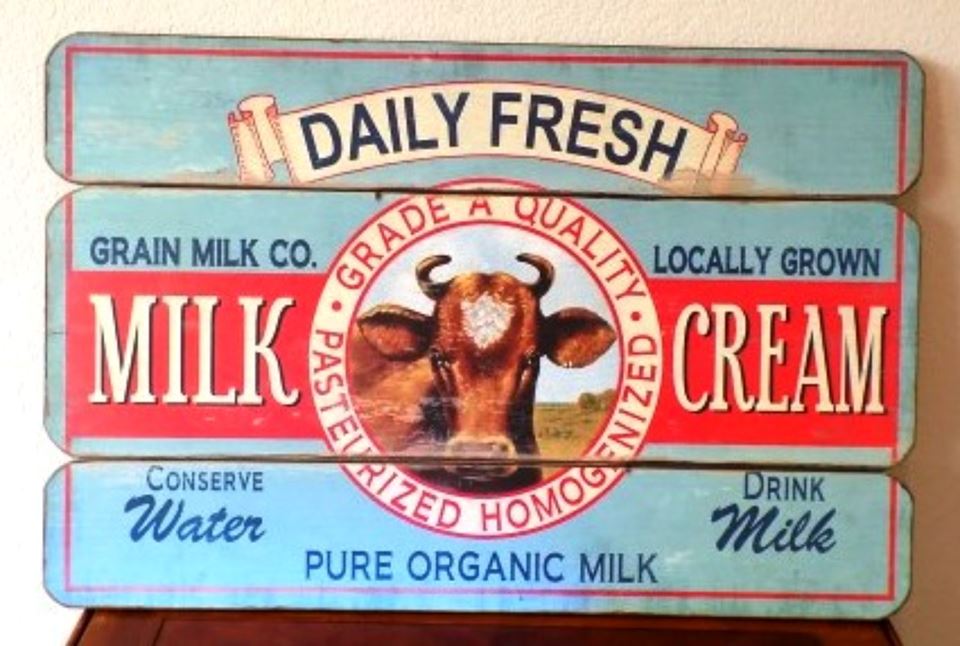 DAILY FRESH
GRADE A QUALITY
GRAIN MILK CO.
LOCALLY GROWN
MILK
CREAM
• PASTEURIZED HOMOGENIZED •
CONSERVE
Water
DRINK
Milk
PURE ORGANIC MILK